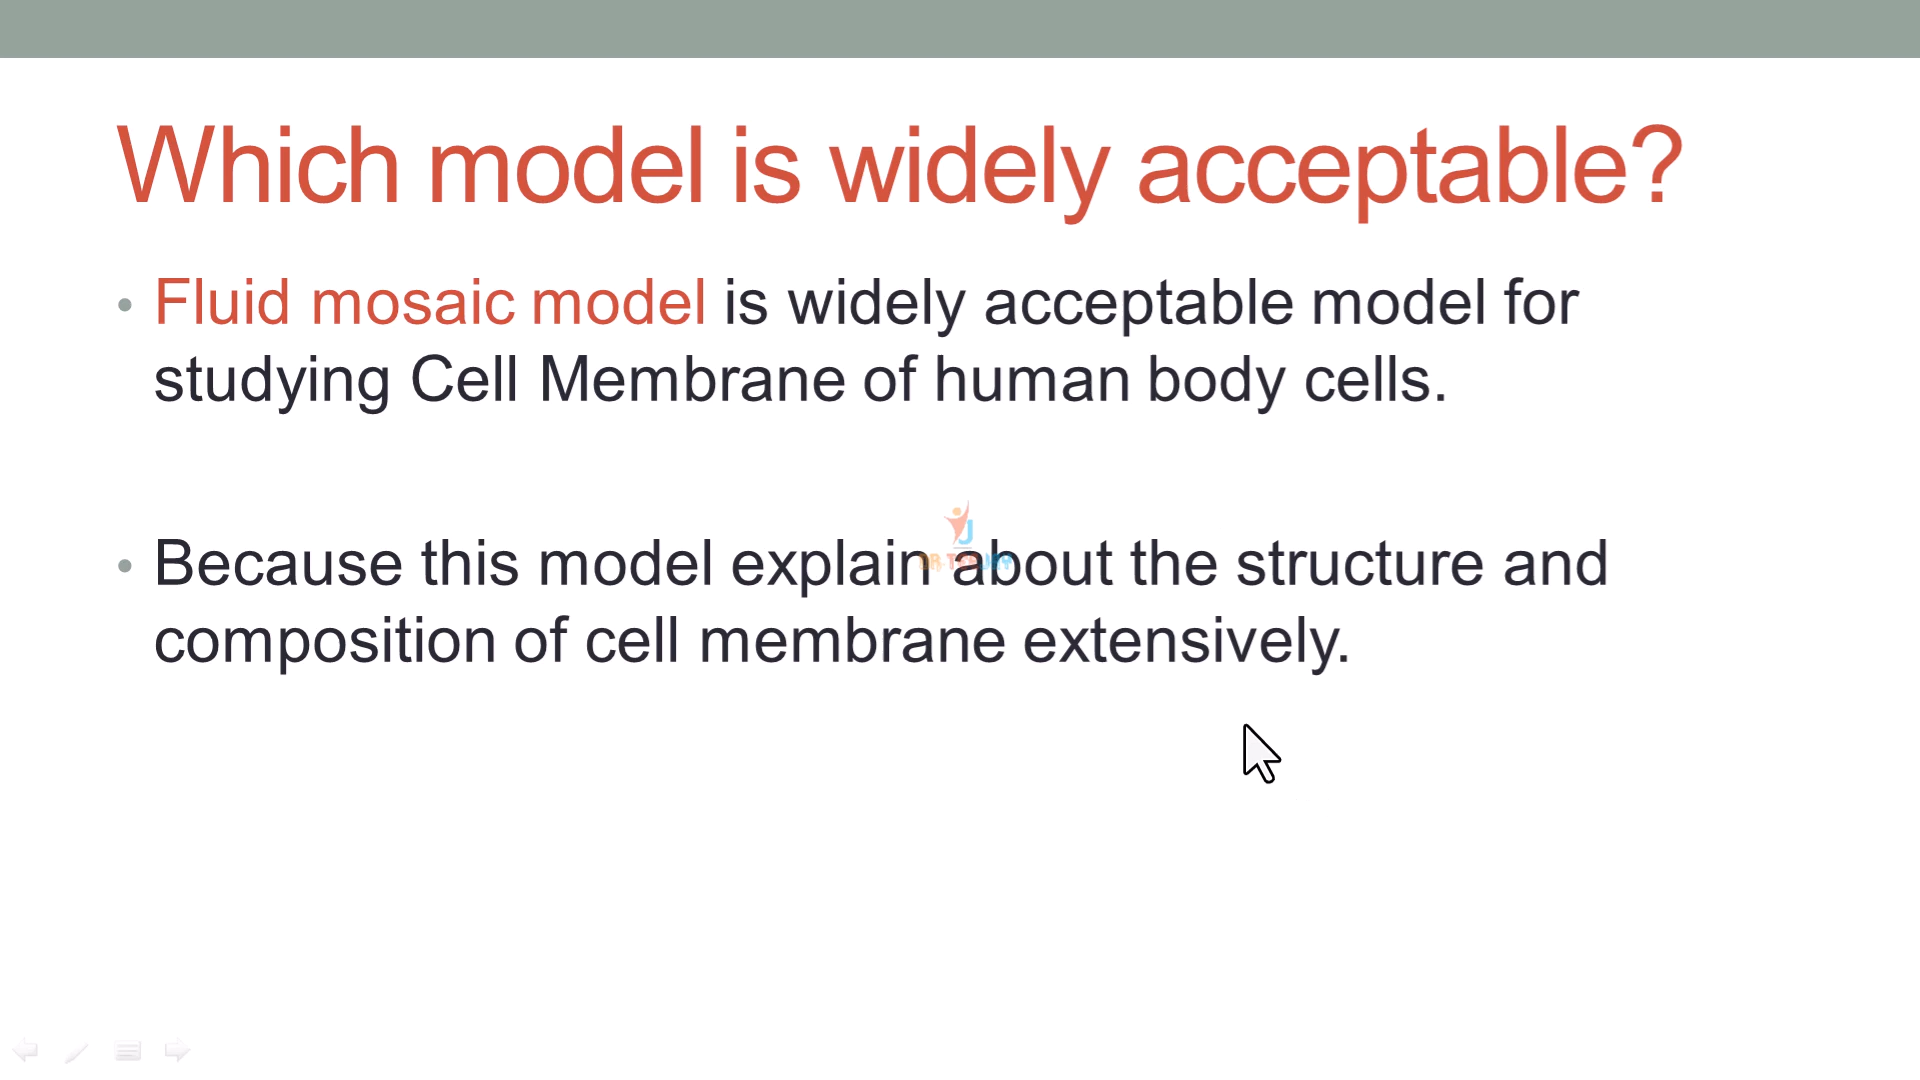 Which model is widely acceptable?
• Fluid mosaic model is widely acceptable model for
studying Cell Membrane of human body cells.
• Because this model explain about the structure and
composition of cell membrane extensively.